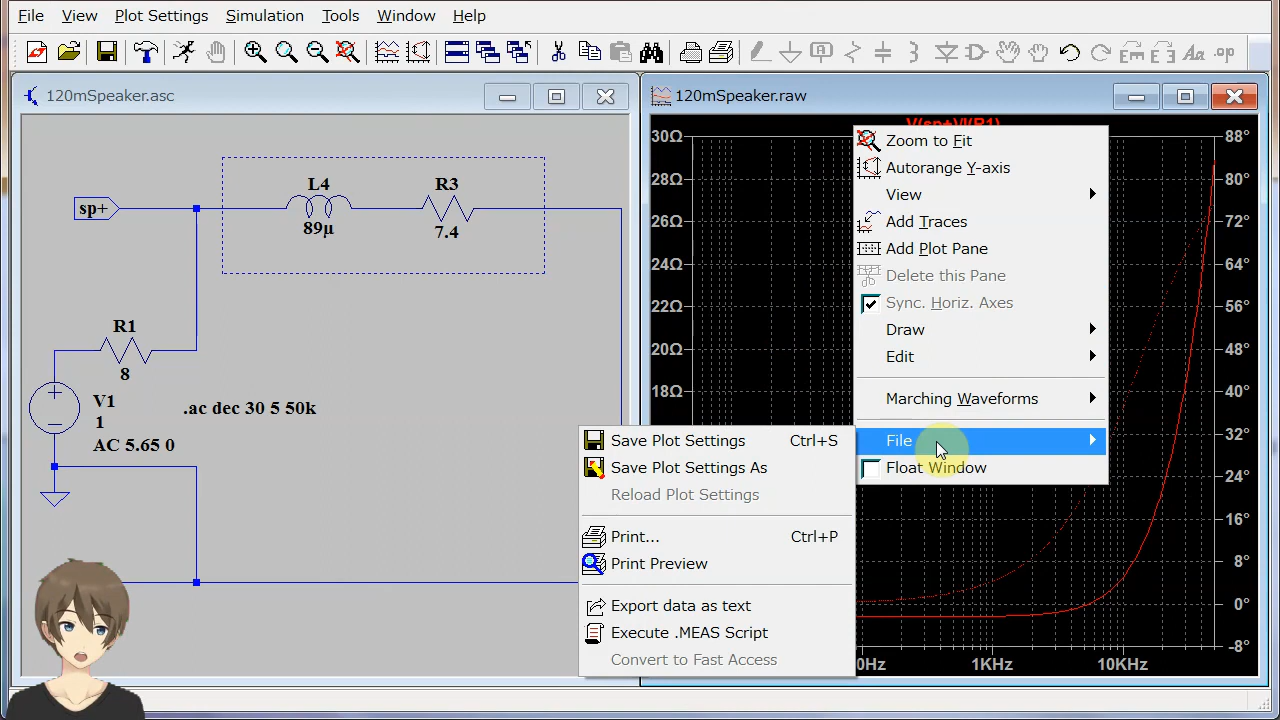 File View Plot Settings Simulation Tools Window Help
Aa .op
120mSpeaker.asc
120mSpeaker.raw
sp+
L4
89µ
R3
7.4
R1
8
V1
1
AC 5.65 0
.ac dec 30 5 50k
V(sp+)/I(R1)
30Ω
28Ω
26Ω
24Ω
22Ω
20Ω
18Ω
88°
80°
72°
64°
56°
48°
40°
32°
24°
16°
8°
0°
-8°
0Hz 1KHz 10KHz
Zoom to Fit
Autorange Y-axis
View
Add Traces
Add Plot Pane
Delete this Pane
Sync. Horiz. Axes
Draw
Edit
Marching Waveforms
File
Float Window
Save Plot Settings Ctrl+S
Save Plot Settings As
Reload Plot Settings
Print... Ctrl+P
Print Preview
Export data as text
Execute .MEAS Script
Convert to Fast Access